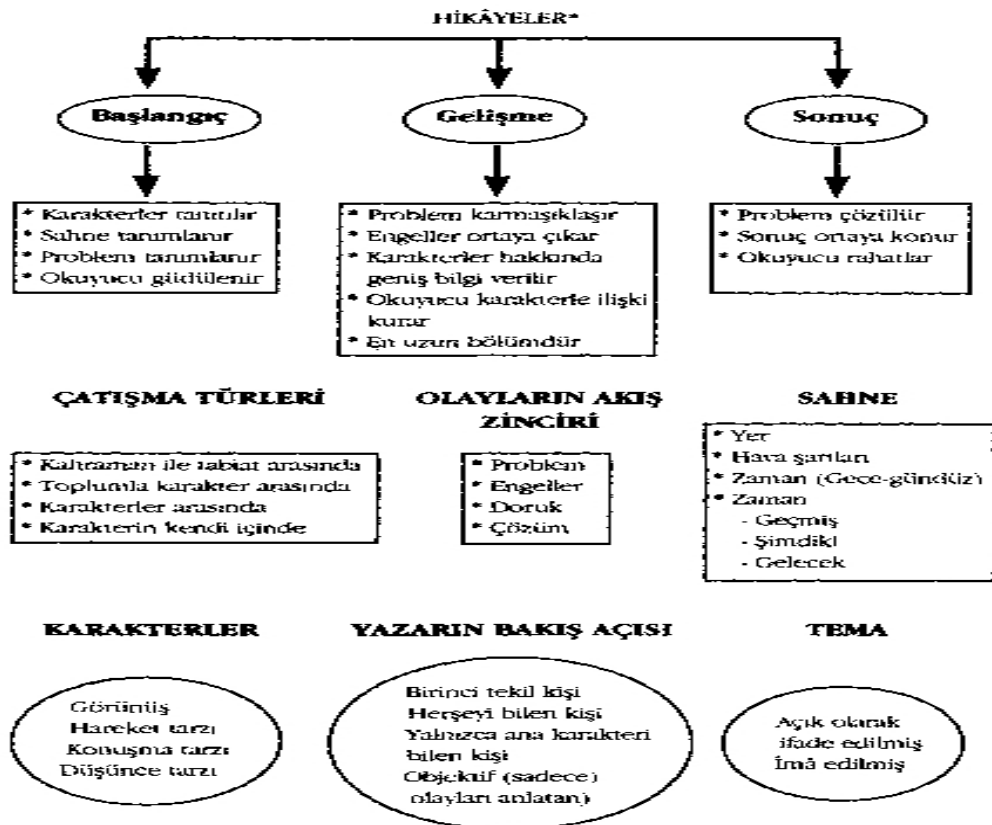 HİKÂYELER*
Başlangıç
Gelişme
Sonuç
* Karakterler tanıtılır
* Sahne tanımlanır
* Problem tanımlanır
* Okuyucu güdülenir
* Problem karmaşıklaşır
* Engeller ortaya çıkar
* Karakterler hakkında
geniş bilgi verilir
* Okuyucu karakterle ilişki
kurar
* En uzun bölümdür
* Problem çözülür
* Sonuç ortaya konur
* Okuyucu rahatlar
ÇATIŞMA TÜRLERİ
* Kahraman ile tabiat arasında
* Toplumla karakter arasında
* Karakterler arasında
* Karakterin kendi içinde
OLAYLARIN AKIŞ
ZİNCİRİ
* Problem
* Engeller
* Doruk
* Çözüm
SAHNE
* Yer
* Hava şartları
* Zaman (Gece-gündüz)
* Zaman
- Geçmiş
- Şimdiki
- Gelecek
KARAKTERLER
Görünüş
Hareket tarzı
Konuşma tarzı
Düşünce tarzı
YAZARIN BAKIŞ AÇISI
Birinci tekil kişi
Herşeyi bilen kişi
Yalnızca ana karakteri
bilen kişi
Objektif (sadece)
olayları anlatan)
TEMA
Açık olarak
ifade edilmiş
Îmâ edilmiş